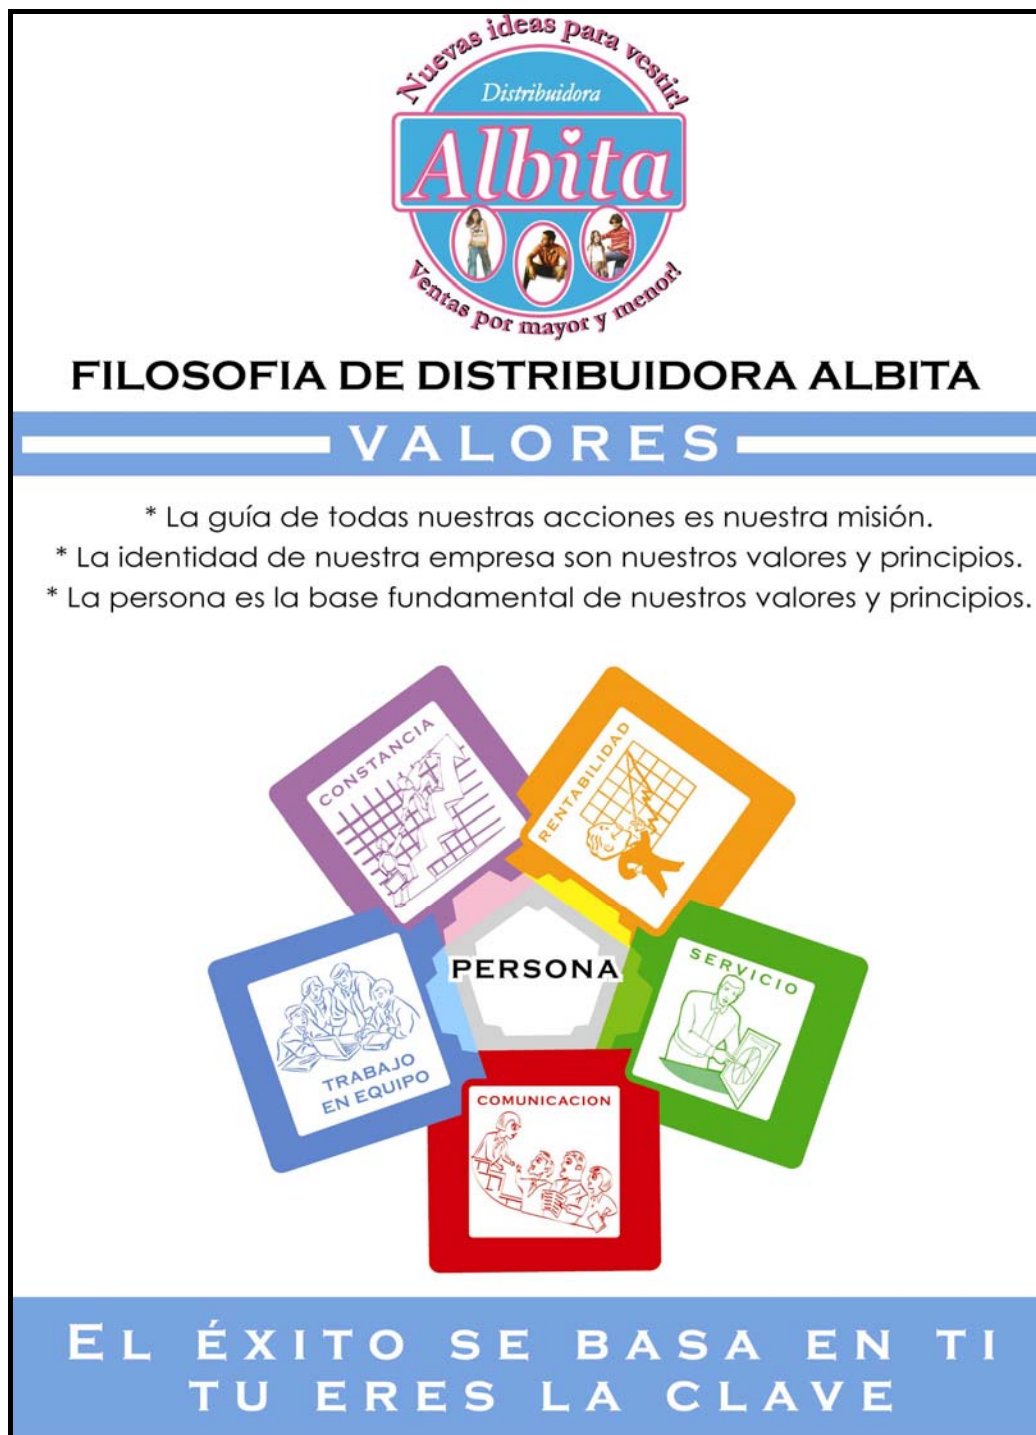 Nuevas ideas para vestir!
Distribuidora
Albita
Ventas por mayor y menor!
FILOSOFIA DE DISTRIBUIDORA ALBITA
VALORES
* La guía de todas nuestras acciones es nuestra misión.
* La identidad de nuestra empresa son nuestros valores y principios.
* La persona es la base fundamental de nuestros valores y principios.
CONSTANCIA
RENTABILIDAD
PERSONA
SERVICIO
TRABAJO
EN EQUIPO
COMUNICACION
EL ÉXITO SE BASA EN TI
TU ERES LA CLAVE